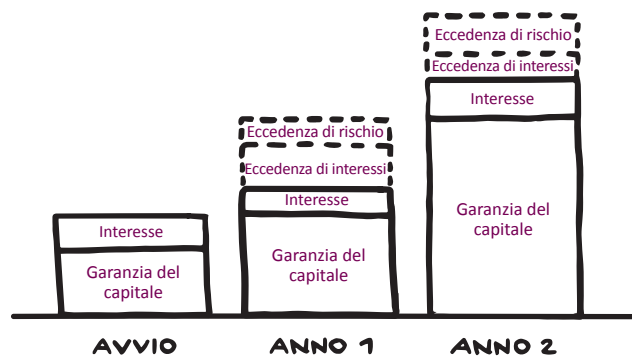 Eccedenza di rischio
Eccedenza di interessi
Interesse
Garanzia del
capitale
Eccedenza di rischio
Eccedenza di interessi
Interesse
Garanzia del
capitale
Interesse
Garanzia del
capitale
AVVIO
ANNO 1
ANNO 2